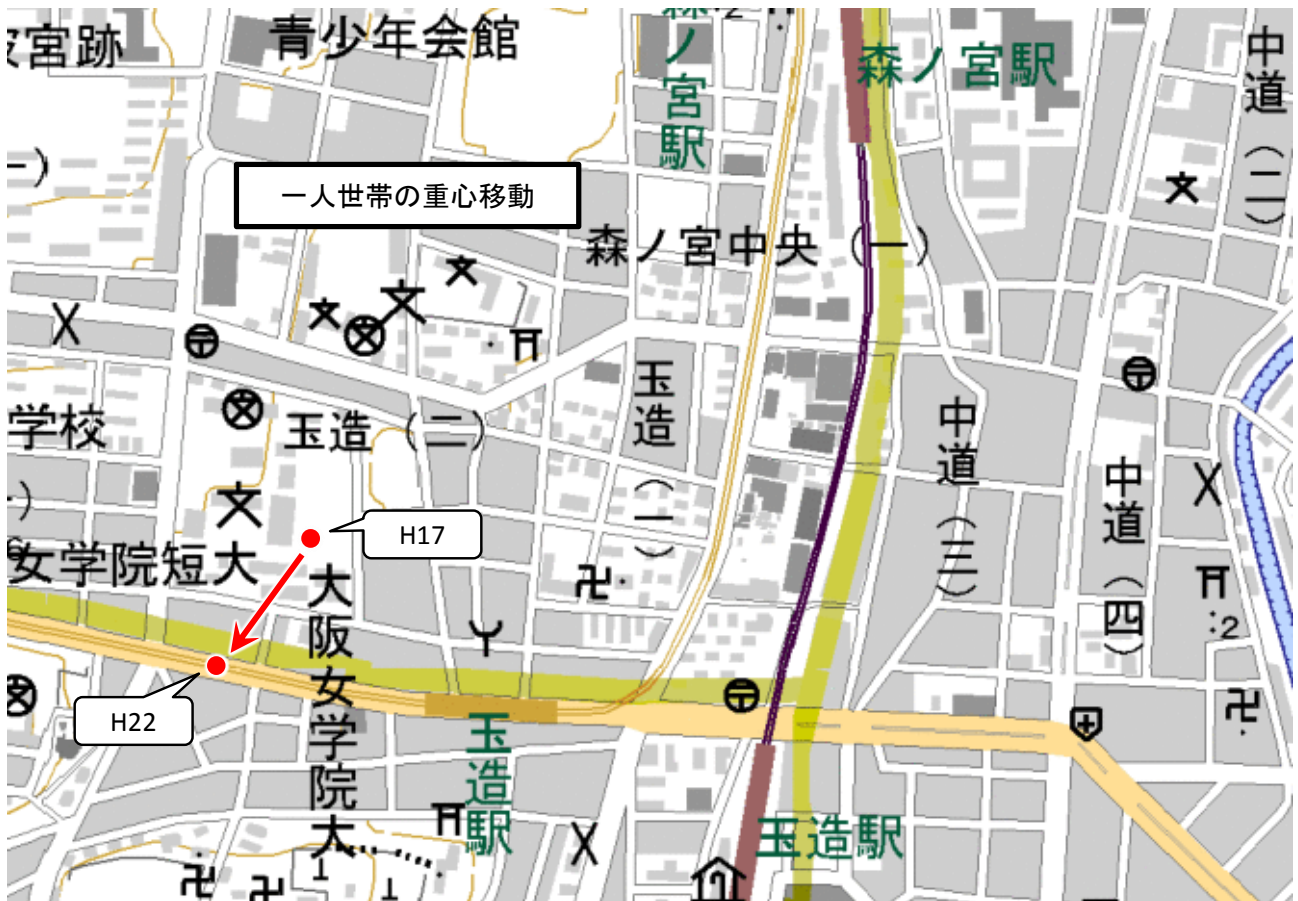 宮跡
青少年会館
森ノ宮駅
森ノ宮駅
中道(二)
一人世帯の重心移動
森ノ宮中央(一)
玉造(二)
玉造(一)
学校
中道(三)
中道(四)
H17
女学院短大
大阪女学院大
:2
H22
玉造駅
玉造駅